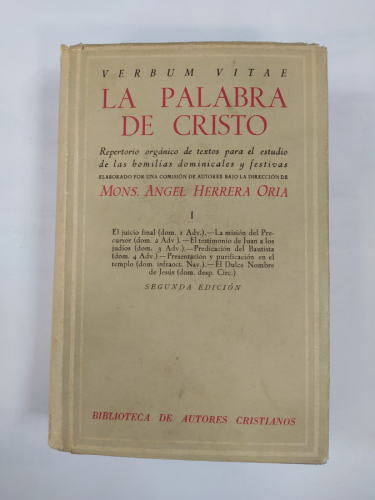 VERBUM VITAE
LA PALABRA
DE CRISTO
Repertorio orgánico de textos para el estudio
de las homilías dominicales y festivas
ELABORADO POR UNA COMISIÓN DE AUTORES BAJO LA DIRECCIÓN DE
MONS. ANGEL HERRERA ORIA
I
El juicio final (dom. 1 Adv.).—La misión del Pre-
cursor (dom. 2 Adv ).—El testimonio de Juan a los
judíos (dom. 3 Adv.).—Predicación del Bautista
(dom. 4 Adv.).—Presentación y purificación en el
templo (dom. infraoct. Nav.).—El Dulce Nombre
de Jesús (dom. desp. Circ.)
SEGUNDA EDICIÓN
BIBLIOTECA DE AUTORES CRISTIANOS